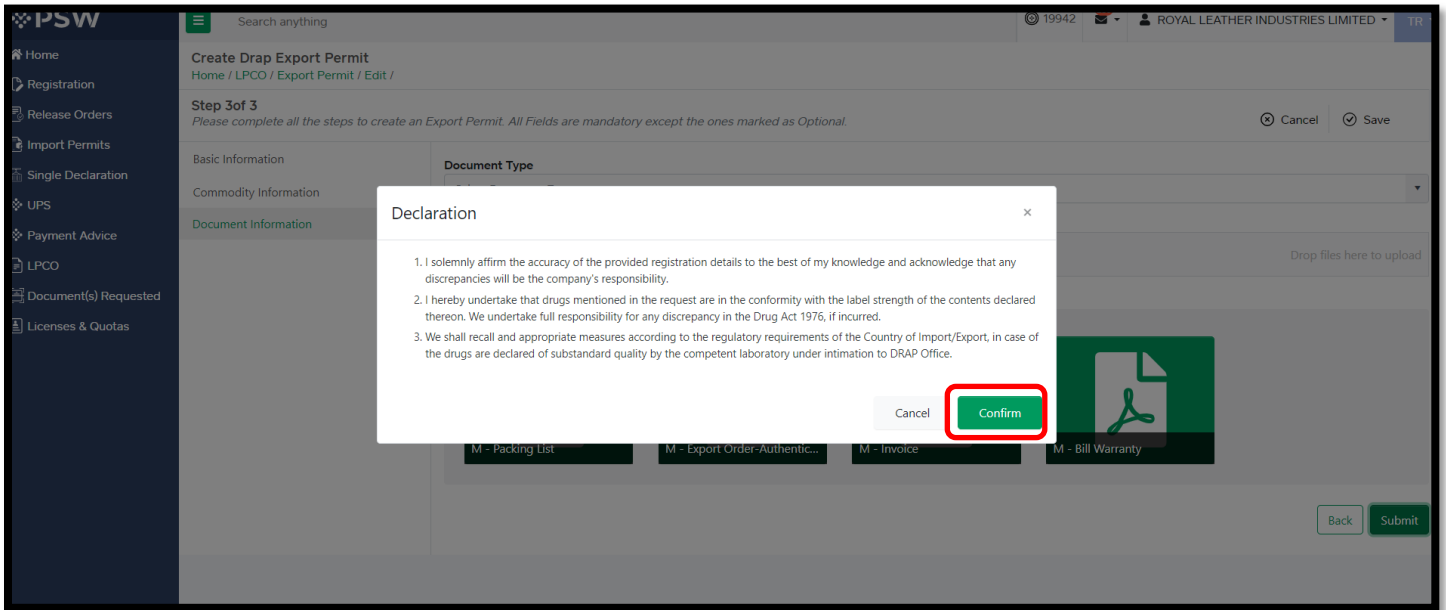 PSW
Search anything
19942
ROYAL LEATHER INDUSTRIES LIMITED
TR
Home
Registration
Release Orders
Import Permits
Single Declaration
UPS
Payment Advice
LPCO
Document(s) Requested
Licenses & Quotas
Create Drap Export Permit
Home / LPCO / Export Permit / Edit /
Step 3of 3
Please complete all the steps to create an Export Permit. All Fields are mandatory except the ones marked as Optional.
Cancel
Save
Basic Information
Commodity Information
Document Information
Document Type
Drop files here to upload
Declaration
×
1. I solemnly affirm the accuracy of the provided registration details to the best of my knowledge and acknowledge that any
discrepancies will be the company's responsibility.
2. I hereby undertake that drugs mentioned in the request are in the conformity with the label strength of the contents declared
thereon. We undertake full responsibility for any discrepancy in the Drug Act 1976, if incurred.
3. We shall recall and appropriate measures according to the regulatory requirements of the Country of Import/Export, in case of
the drugs are declared of substandard quality by the competent laboratory under intimation to DRAP Office.
Cancel
Confirm
M - Packing List
M - Export Order-Authentic...
M - Invoice
M - Bill Warranty
Back
Submit